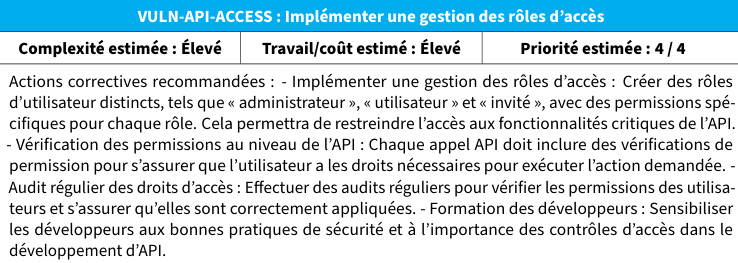 VULN-API-ACCESS : Implémenter une gestion des rôles d’accès
Complexité estimée : Élevé Travail/coût estimé : Élevé Priorité estimée : 4 / 4
Actions correctives recommandées : - Implémenter une gestion des rôles d’accès : Créer des rôles
d’utilisateur distincts, tels que « administrateur », « utilisateur » et « invité », avec des permissions spé-
cifiques pour chaque rôle. Cela permettra de restreindre l’accès aux fonctionnalités critiques de l’API.
- Vérification des permissions au niveau de l’API : Chaque appel API doit inclure des vérifications de
permission pour s’assurer que l’utilisateur a les droits nécessaires pour exécuter l’action demandée. -
Audit régulier des droits d’accès : Effectuer des audits réguliers pour vérifier les permissions des utilisa-
teurs et s’assurer qu’elles sont correctement appliquées. - Formation des développeurs : Sensibiliser
les développeurs aux bonnes pratiques de sécurité et à l’importance des contrôles d’accès dans le
développement d’API.